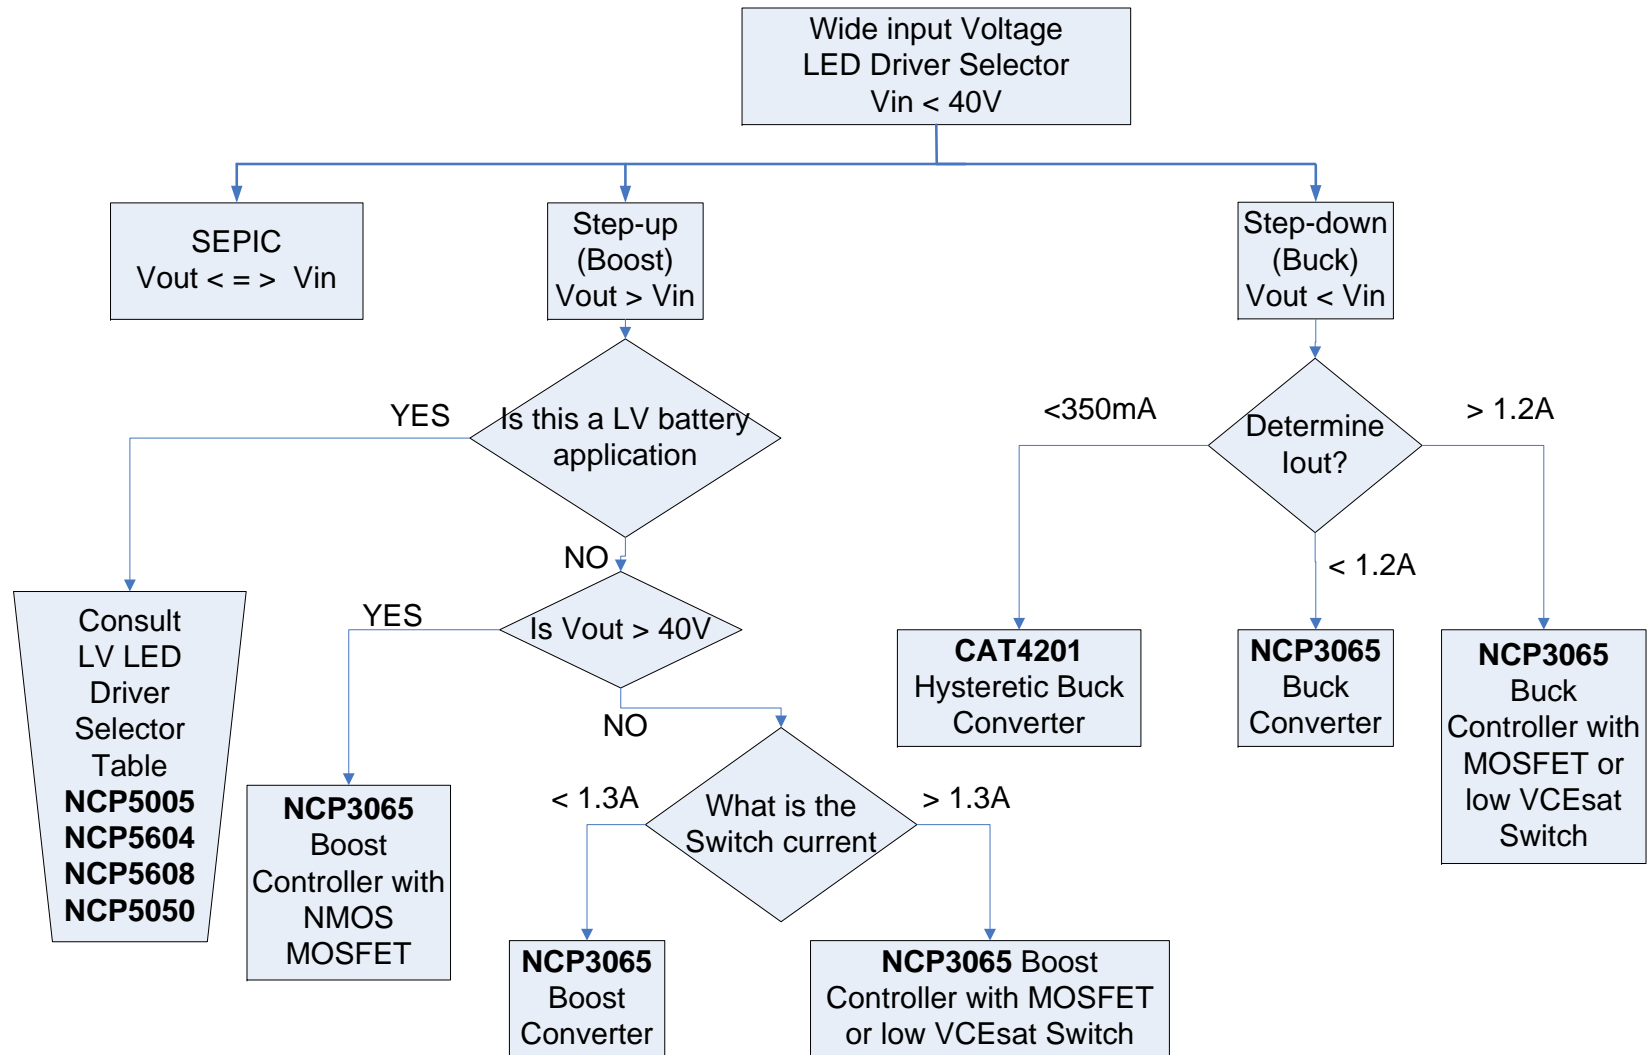 Wide input Voltage
LED Driver Selector
Vin < 40V
SEPIC
Vout < = > Vin
Step-up
(Boost)
Vout > Vin
Step-down
(Buck)
Vout < Vin
YES
Is this a LV battery
application
<350mA
Determine
Iout?
> 1.2A
NO
< 1.2A
Consult
LV LED
Driver
Selector
Table
NCP5005
NCP5604
NCP5608
NCP5050
YES
Is Vout > 40V
NO
CAT4201
Hysteretic Buck
Converter
NCP3065
Buck
Converter
NCP3065
Buck
Controller with
MOSFET or
low VCEsat
Switch
NCP3065
Boost
Controller with
NMOS
MOSFET
< 1.3A
What is the
Switch current
> 1.3A
NCP3065
Boost
Converter
NCP3065 Boost
Controller with MOSFET
or low VCEsat Switch